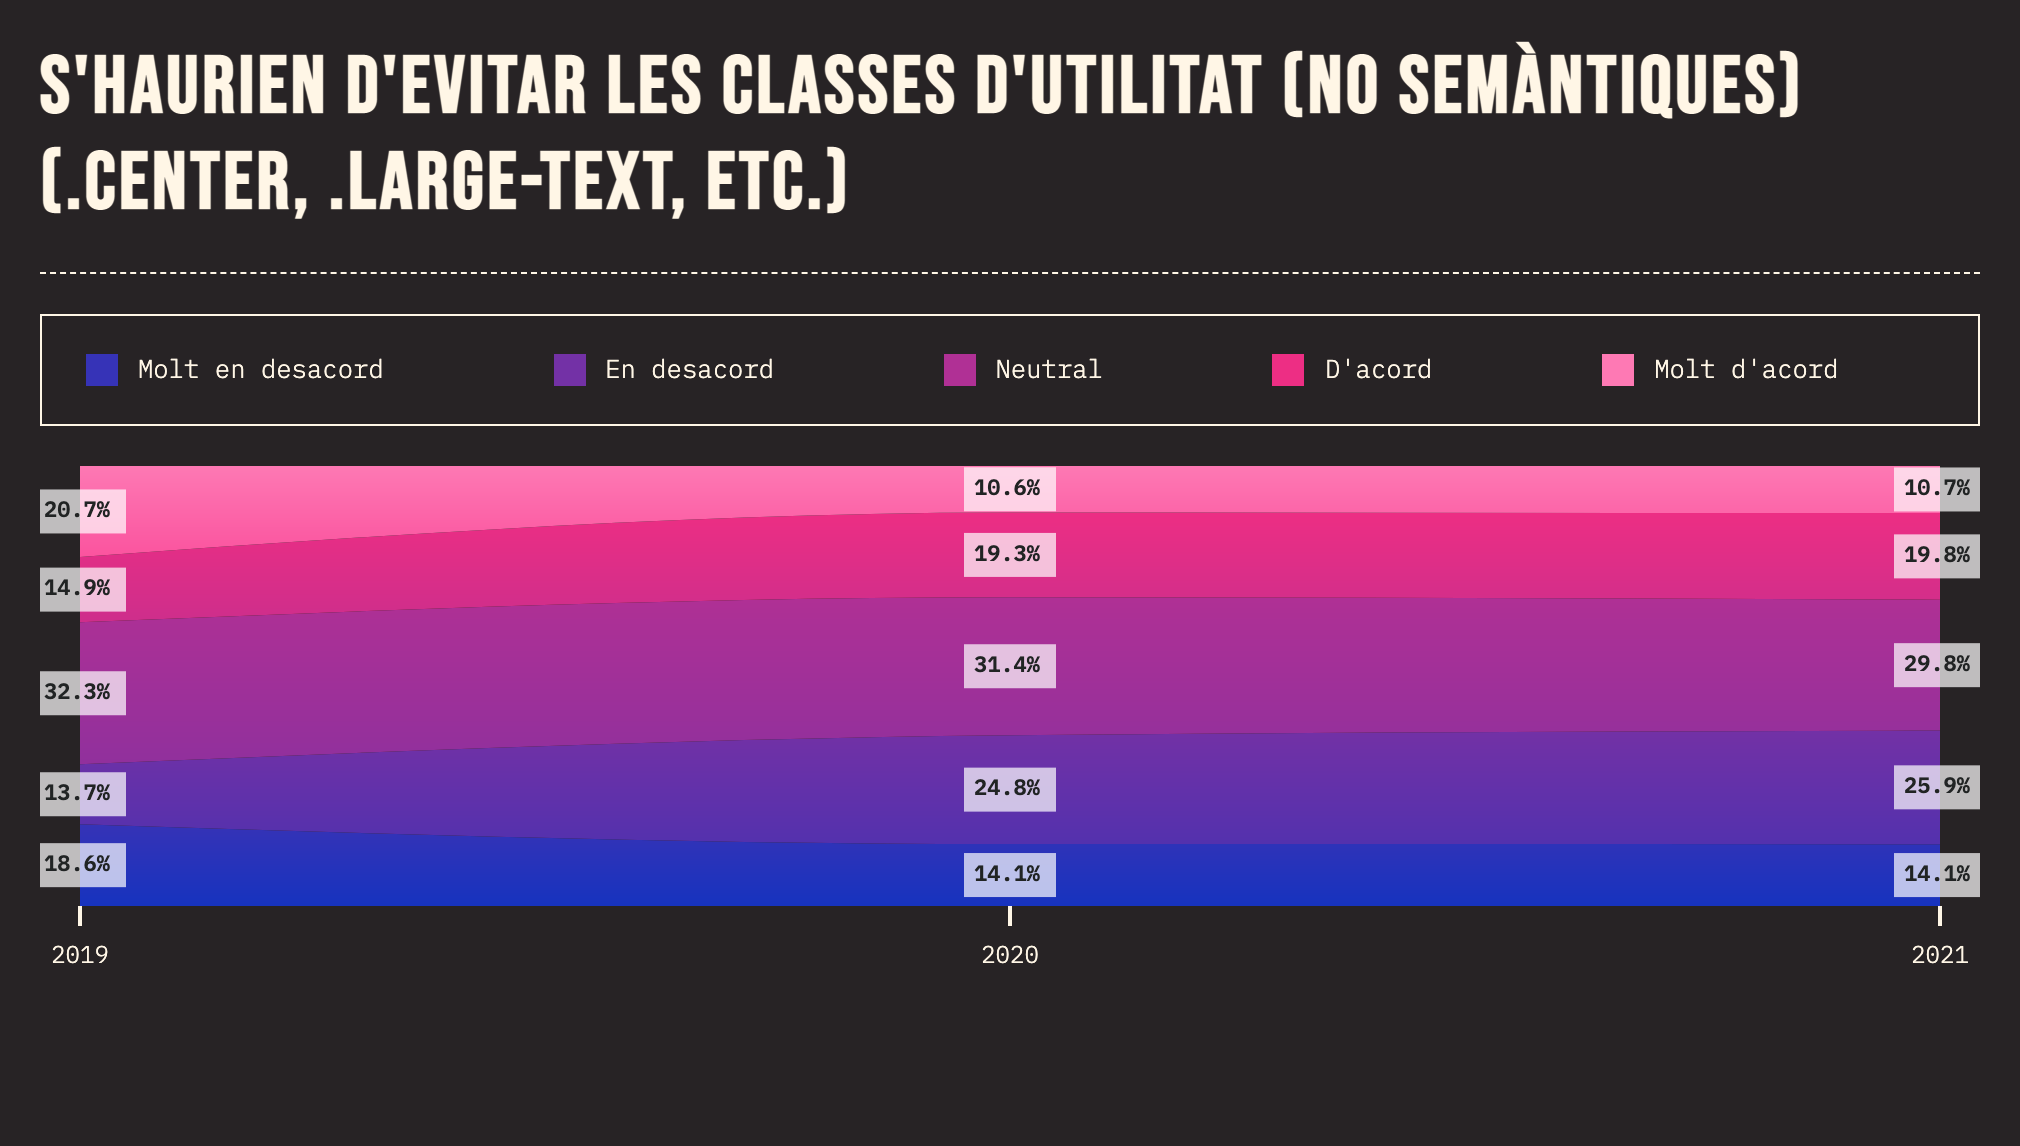 S'HAURIEN D'EVITAR LES CLASSES D'UTILITAT (NO SEMÀNTIQUES)
(.CENTER, .LARGE-TEXT, ETC.)
Molt en desacord En desacord Neutral D'acord Molt d'acord
20.7% 10.6% 10.7%
14.9% 19.3% 19.8%
32.3% 31.4% 29.8%
13.7% 24.8% 25.9%
18.6% 14.1% 14.1%
2019 2020 2021